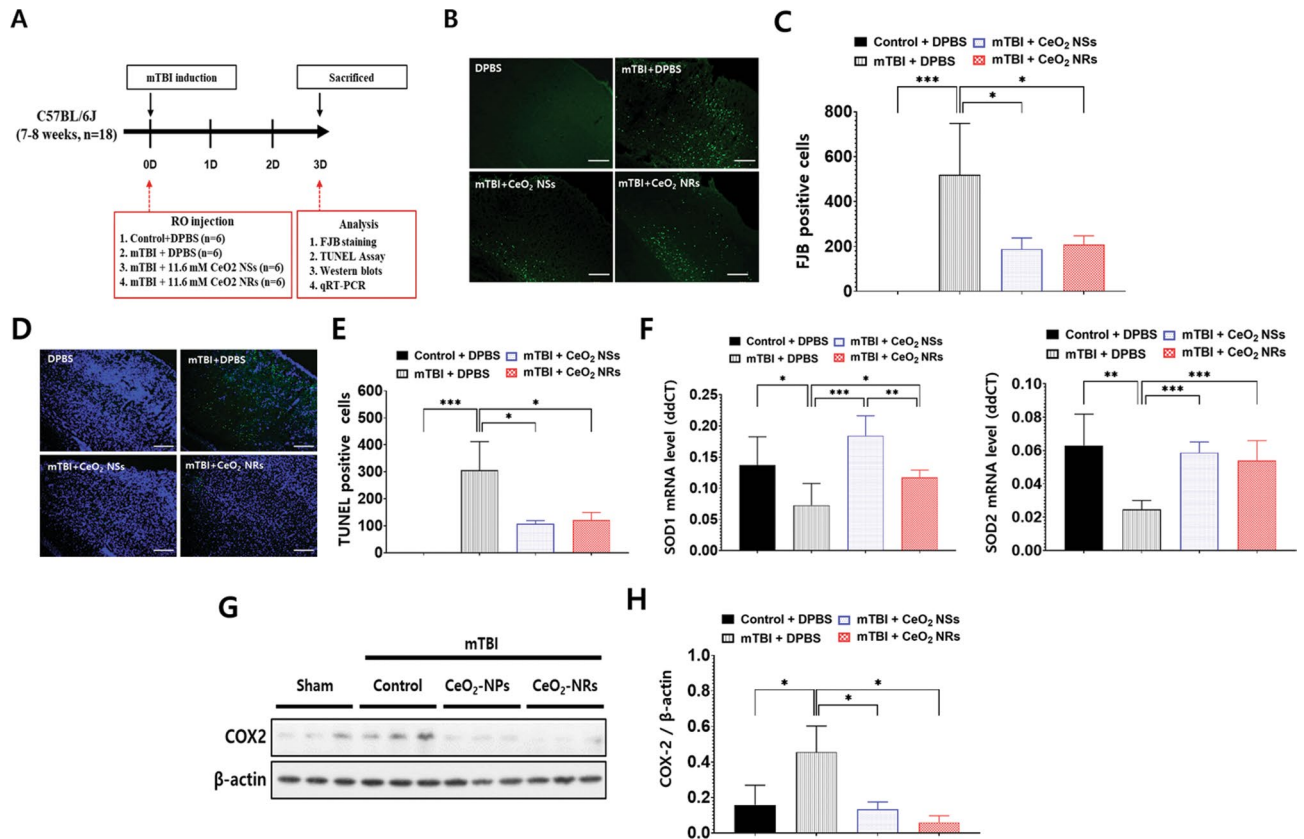 A
mTBI induction
Sacrificed
C57BL/6J
(7-8 weeks, n=18)
0D
1D
2D
3D
RO injection
1. Control+DPBS (n=6)
2. mTBI + DPBS (n=6)
3. mTBI + 11.6 mM CeO2 NSs (n=6)
4. mTBI + 11.6 mM CeO2 NRs (n=6)
Analysis
1. FJB staining
2. TUNEL Assay
3. Western blots
4. qRT-PCR
B
DPBS
mTBI+DPBS
mTBI+CeO₂ NSs
mTBI+CeO₂ NRs
C
Control + DPBS
mTBI + CeO₂ NSs
mTBI + DPBS
mTBI + CeO₂ NRs
***
*
*
FJB positive cells
800
600
400
200
0
D
DPBS
mTBI+DPBS
mTBI+CeO₂ NSs
mTBI+CeO₂ NRs
E
Control + DPBS
mTBI + CeO₂ NSs
mTBI + DPBS
mTBI + CeO₂ NRs
***
*
*
TUNEL positive cells
600
500
400
300
200
100
0
F
Control + DPBS
mTBI + CeO₂ NSs
mTBI + DPBS
mTBI + CeO₂ NRs
*
*
***
**
SOD1 mRNA level (ddCT)
0.25
0.20
0.15
0.10
0.05
0.00
Control + DPBS
mTBI + CeO₂ NSs
mTBI + DPBS
mTBI + CeO₂ NRs
**
***
***
SOD2 mRNA level (ddCT)
0.10
0.08
0.06
0.04
0.02
0.00
G
mTBI
Sham
Control
CeO₂-NPs
CeO₂-NRs
COX2
β-actin
H
Control + DPBS
mTBI + CeO₂ NSs
mTBI + DPBS
mTBI + CeO₂ NRs
*
*
*
COX-2 / β-actin
1.0
0.8
0.6
0.4
0.2
0.0